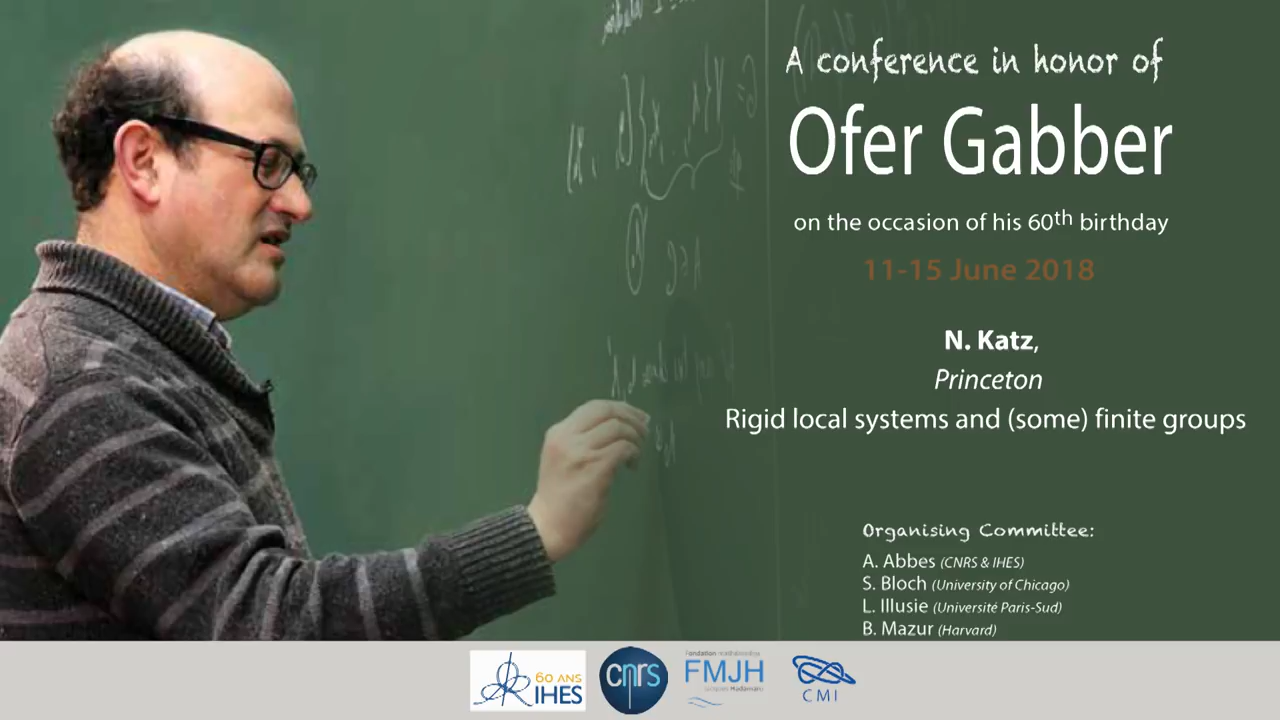 A conference in honor of
Ofer Gabber
on the occasion of his 60th birthday
11-15 June 2018
N. Katz,
Princeton
Rigid local systems and (some) finite groups
Organising Committee:
A. Abbes (CNRS & IHES)
S. Bloch (University of Chicago)
L. Illusie (Université Paris-Sud)
B. Mazur (Harvard)
60 ANS
IHES
cnrs
FMJH
CMI